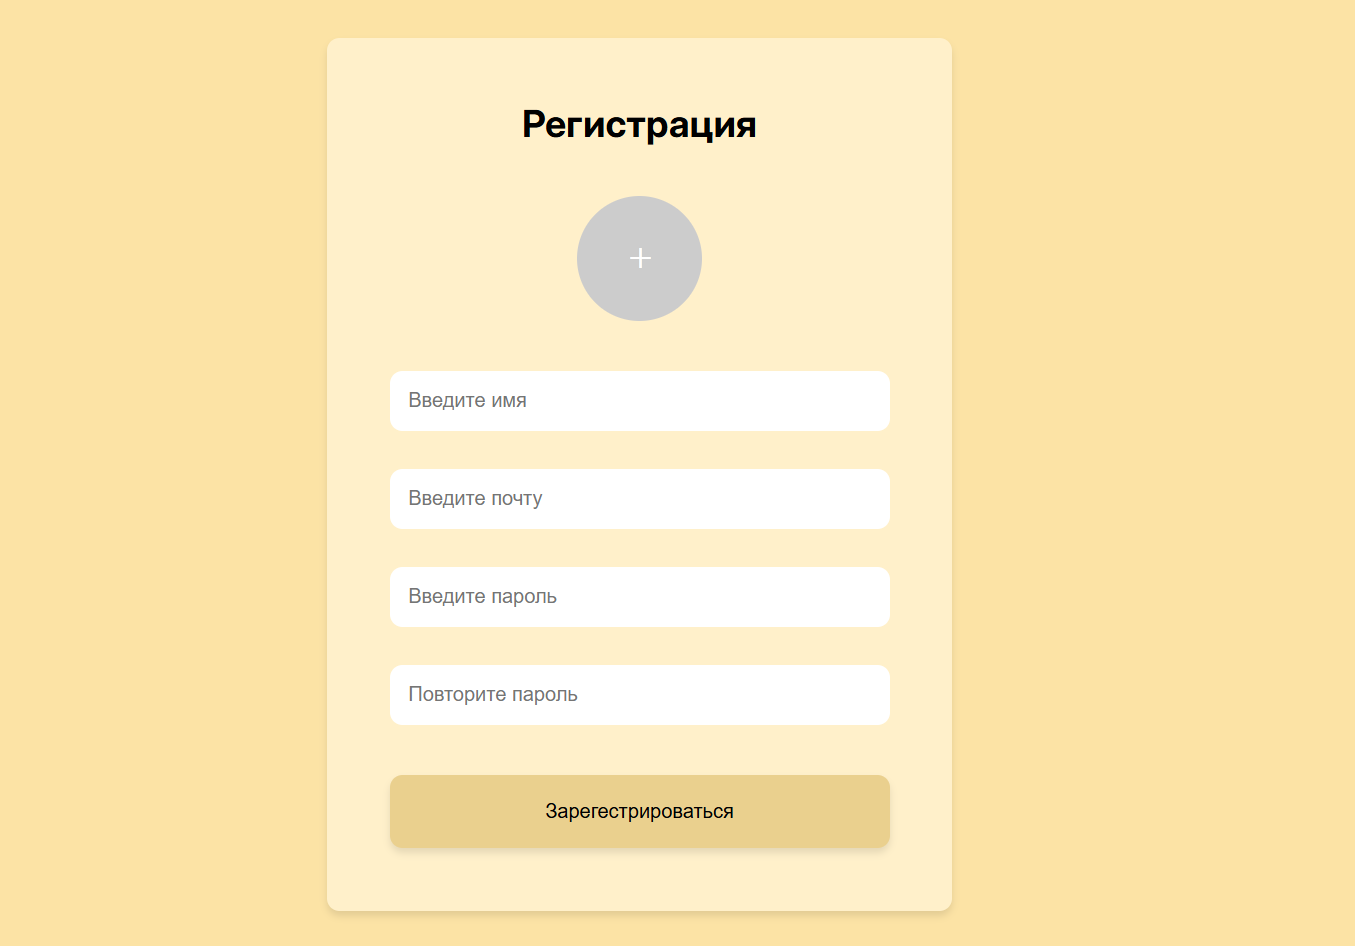 Регистрация
+
Введите имя
Введите почту
Введите пароль
Повторите пароль
Зарегестрироваться